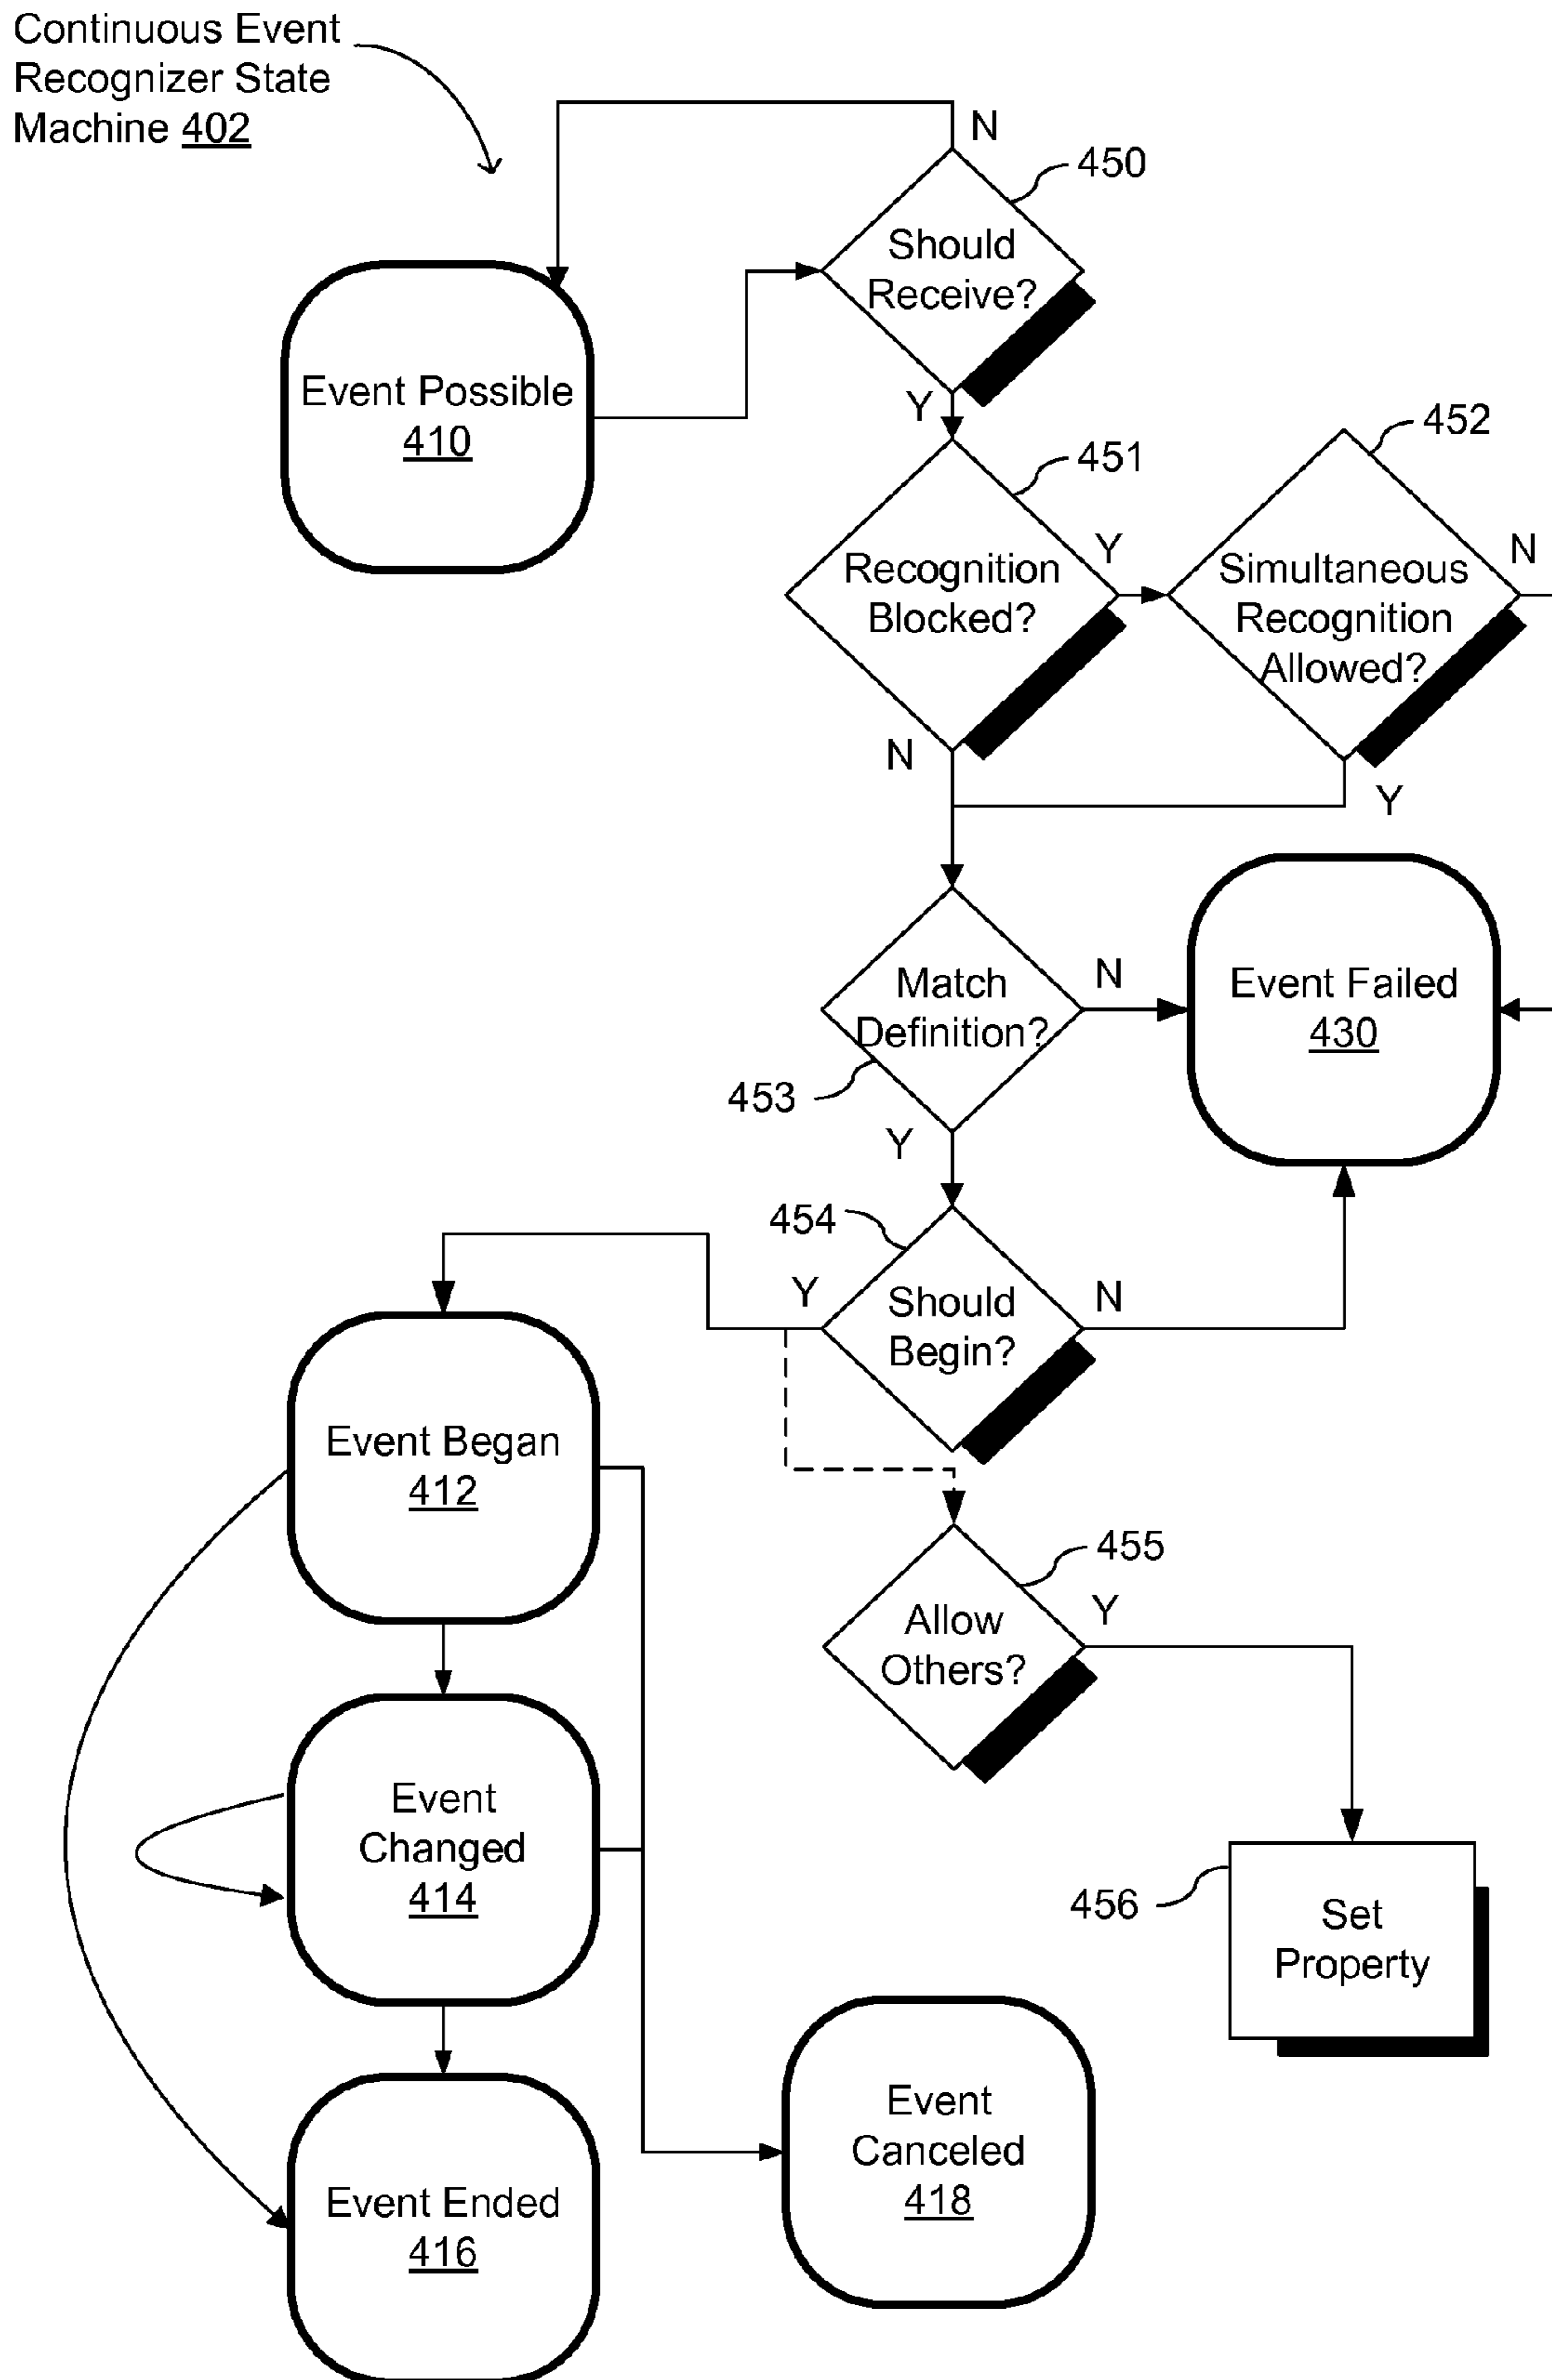 Continuous Event
Recognizer State
Machine 402
N
450
Should
Receive?
Event Possible
410
Y
452
451
Y
N
Recognition
Blocked?
Simultaneous
Recognition
Allowed?
N
Y
Match
Definition?
N
Event Failed
430
453
Y
454
Y
Should
Begin?
N
Event Began
412
455
Y
Allow
Others?
Event
Changed
414
456
Set
Property
Event
Canceled
418
Event Ended
416